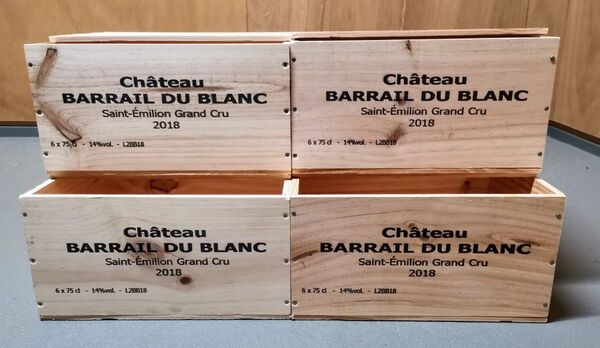 Château
BARRAIL DU BLANC
Saint-Émilion Grand Cru
2018
6 x 75 cl - 14%vol. - L2BB18
Château
BARRAIL DU BLANC
Saint-Émilion Grand Cru
2018
6 x 75 cl - 14%vol. - L2BB18
Château
BARRAIL DU BLANC
Saint-Émilion Grand Cru
2018
6 x 75 cl - 14%vol. - L2BB18
Château
BARRAIL DU BLANC
Saint-Émilion Grand Cru
2018
6 x 75 cl - 14%vol. - L2BB18